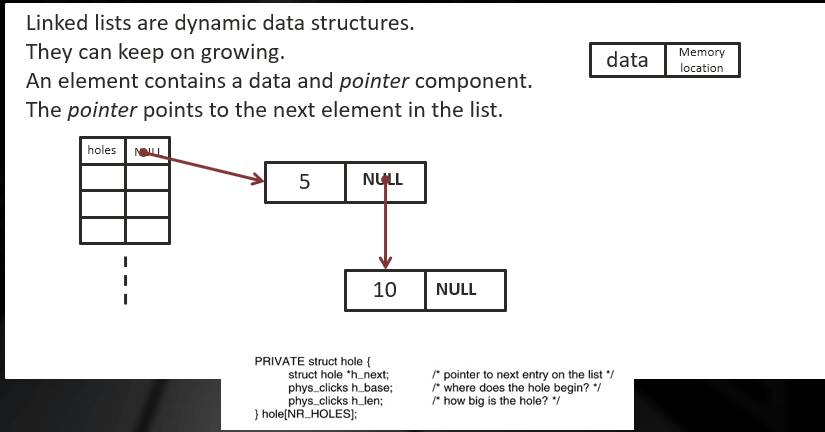 Linked lists are dynamic data structures.
They can keep on growing.
An element contains a data and pointer component.
The pointer points to the next element in the list.
data
Memory
location
holes
NULL
5
NULL
10
NULL
PRIVATE struct hole {
struct hole *h_next; /* pointer to next entry on the list */
phys_clicks h_base; /* where does the hole begin? */
phys_clicks h_len; /* how big is the hole? */
} hole[NR_HOLES];